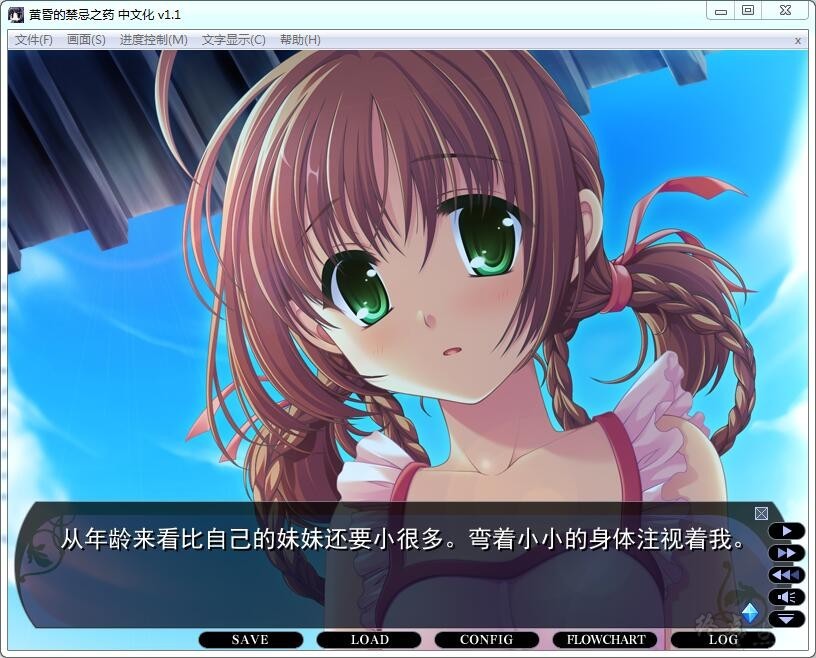 黄昏的禁忌之药 中文化 v1.1
文件(F) 画面(S) 进度控制(M) 文字显示(C) 帮助(H) x
从年龄来看比自己的妹妹还要小很多。弯着小小的身体注视着我。
SAVE LOAD CONFIG FLOWCHART LOG